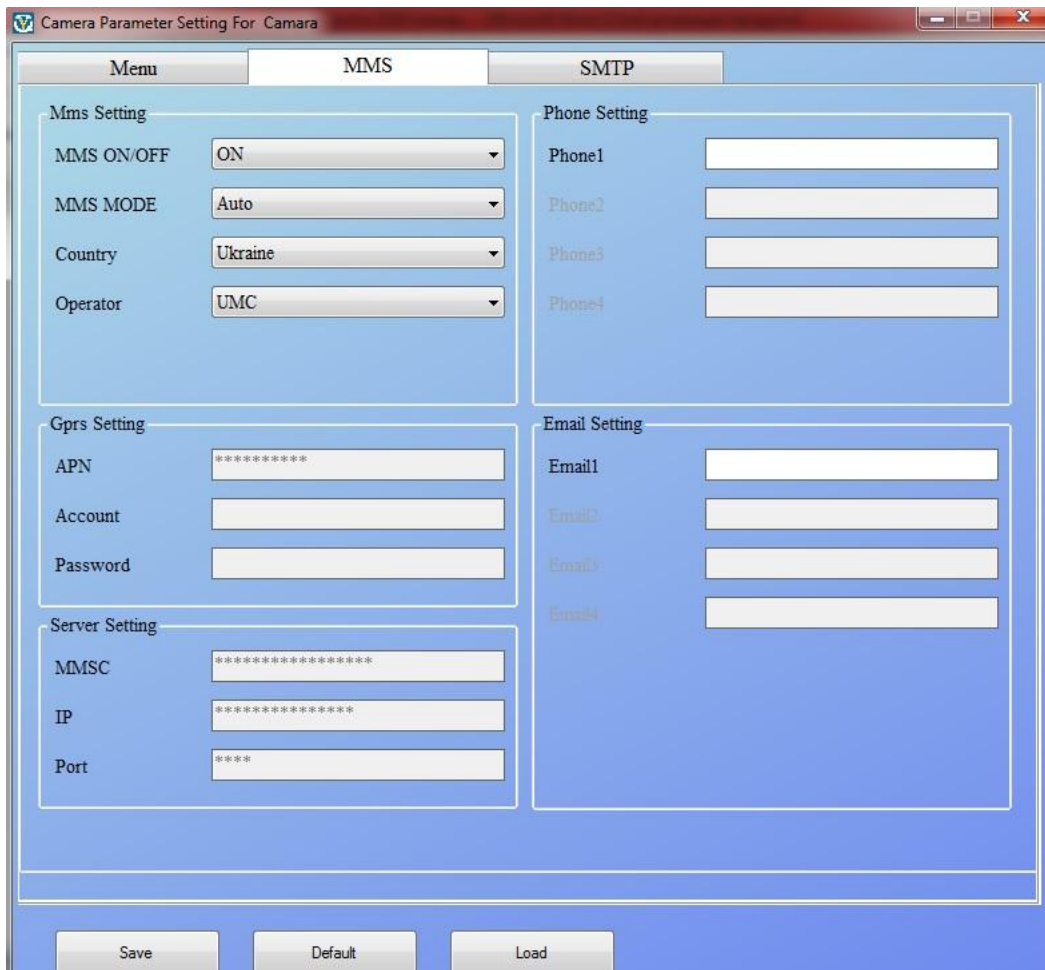 Camera Parameter Setting For Camara
Menu
MMS
SMTP
Mms Setting
MMS ON/OFF
ON
MMS MODE
Auto
Country
Ukraine
Operator
UMC
Phone Setting
Phone1
Phone2
Phone3
Phone4
Gprs Setting
APN
**********
Account
Password
Email Setting
Email1
Email2
Email3
Email4
Server Setting
MMSC
*****************
IP
***************
Port
****
Save
Default
Load